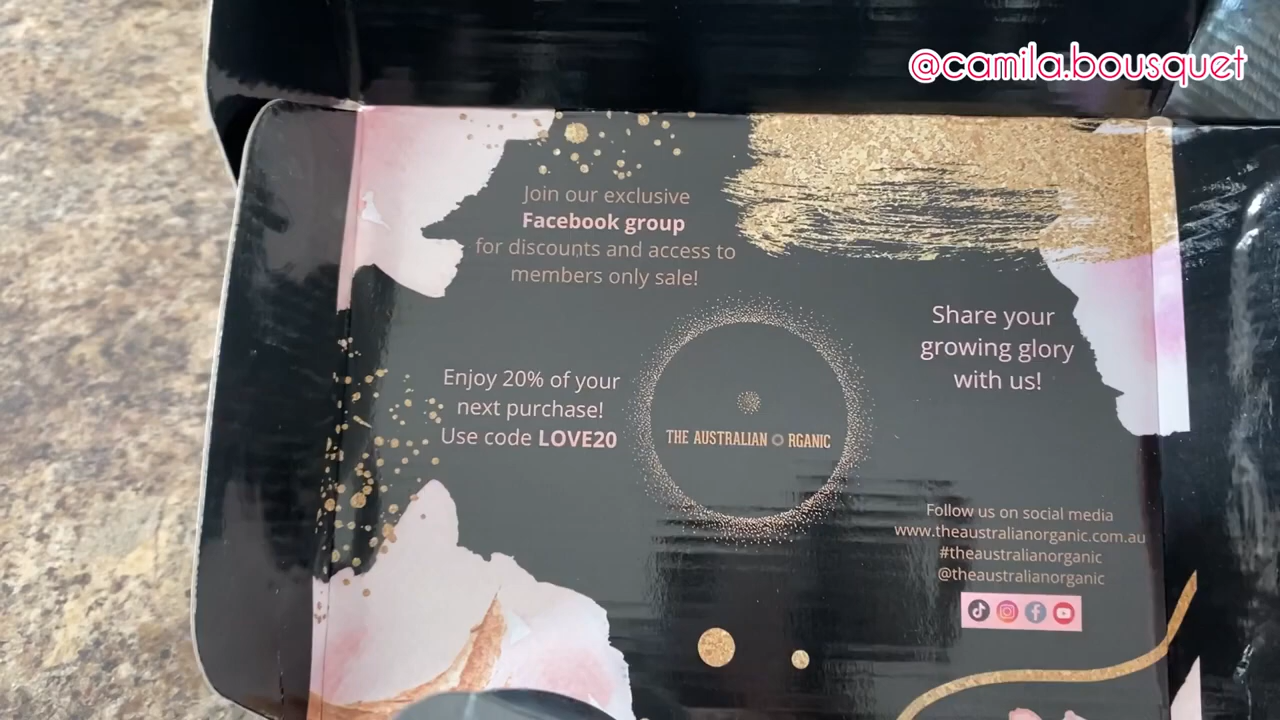 @camila.bousquet
Join our exclusive
Facebook group
for discounts and access to
members only sale!
Enjoy 20% of your
next purchase!
Use code LOVE20
THE AUSTRALIAN ORGANIC
Share your
growing glory
with us!
Follow us on social media
www.theaustralianorganic.com.au
#theaustralianorganic
@theaustralianorganic